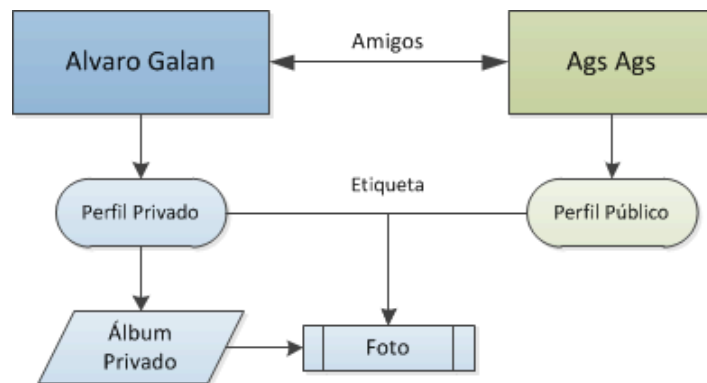 Alvaro Galan
Amigos
Ags Ags
Perfil Privado
Etiqueta
Perfil Público
Álbum
Privado
Foto